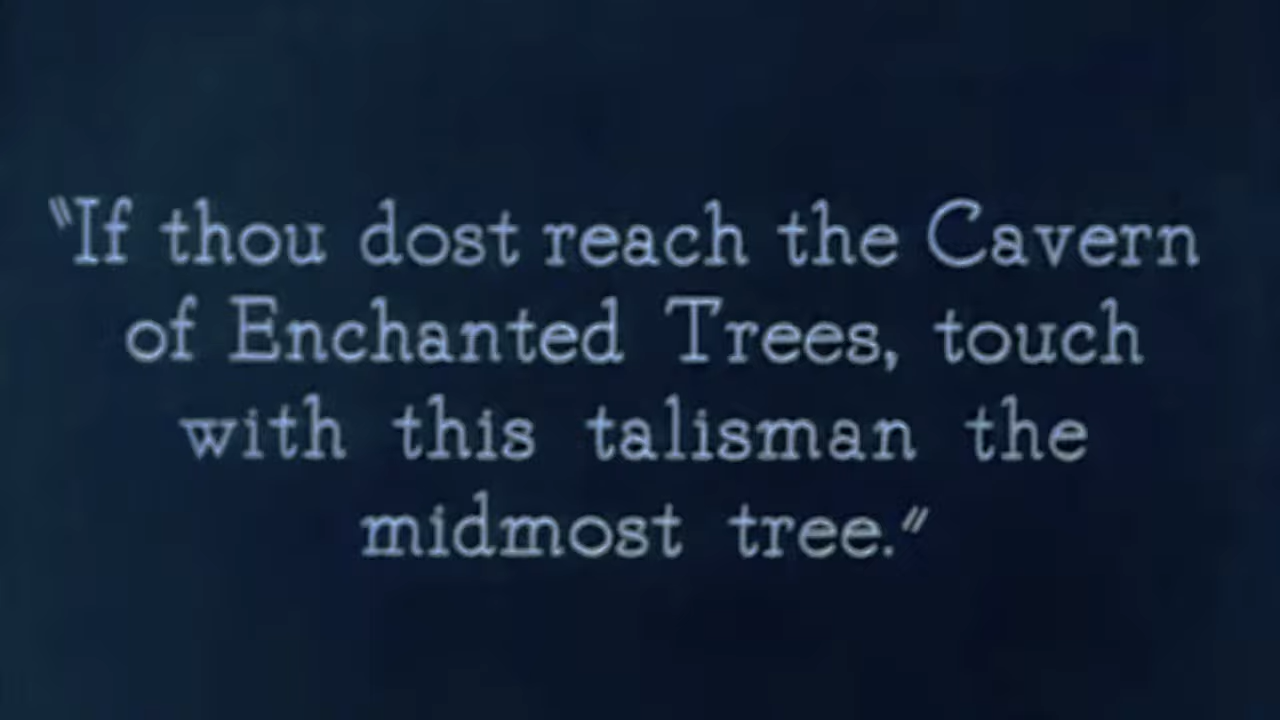 "If thou dost reach the Cavern
of Enchanted Trees, touch
with this talisman the
midmost tree."